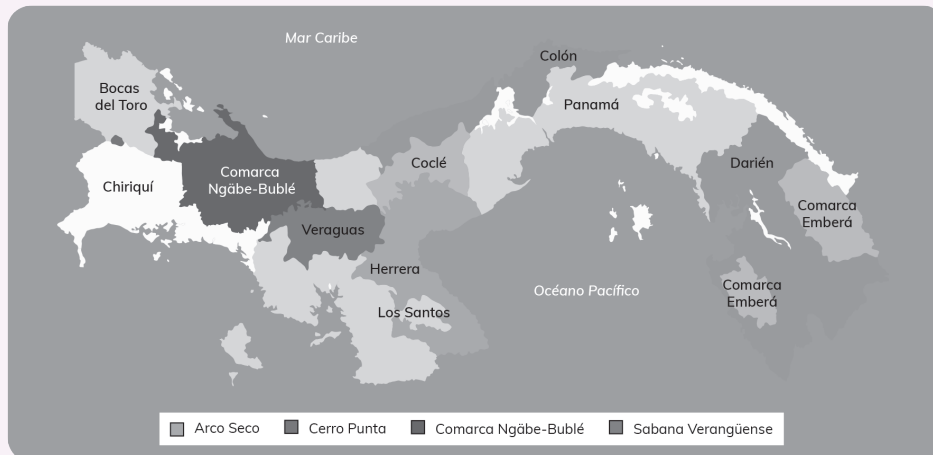 Mar Caribe
Colón
Bocas
del Toro
Panamá
Coclé
Darién
Comarca
Ngäbe-Bublé
Chiriquí
Comarca
Emberá
Veraguas
Herrera
Comarca
Emberá
Océano Pacífico
Los Santos
Arco Seco
Cerro Punta
Comarca Ngäbe-Bublé
Sabana Verangüense